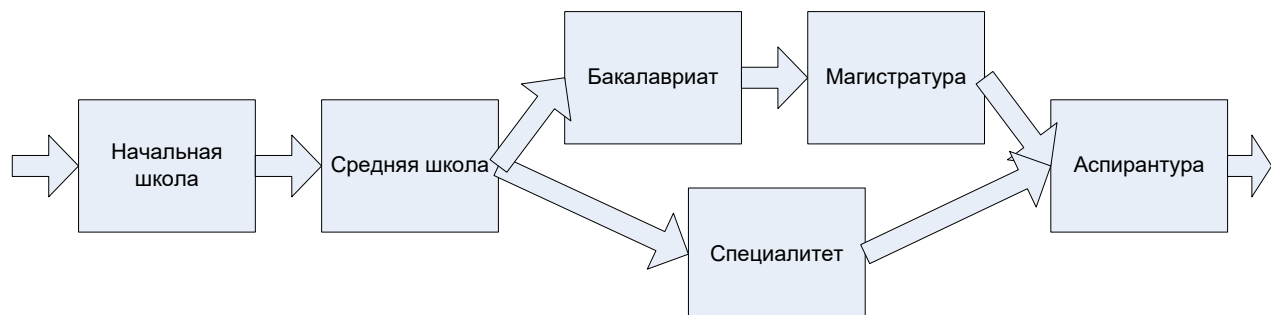 Начальная
школа
Средняя школа
Бакалавриат
Магистратура
Специалитет
Аспирантура